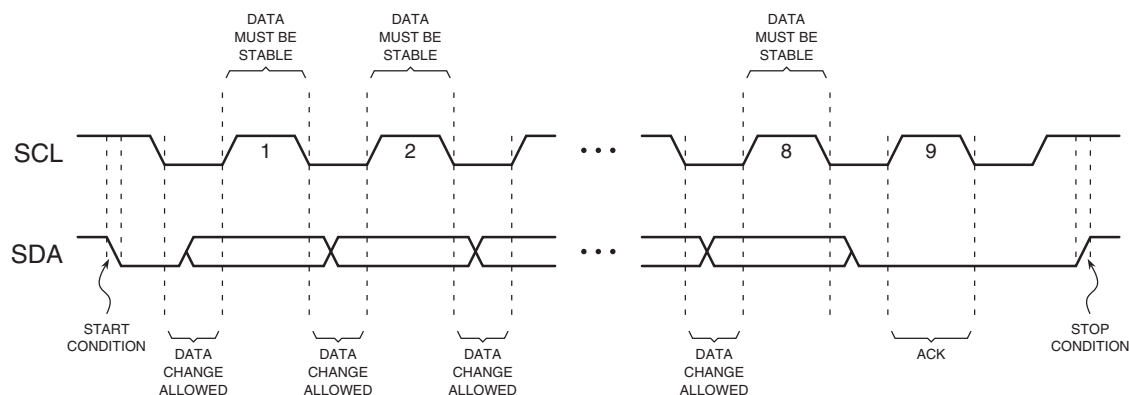 DATA
MUST BE
STABLE
DATA
MUST BE
STABLE
DATA
MUST BE
STABLE
SCL
1
2
8
9
SDA
START
CONDITION
DATA
CHANGE
ALLOWED
DATA
CHANGE
ALLOWED
DATA
CHANGE
ALLOWED
DATA
CHANGE
ALLOWED
ACK
STOP
CONDITION